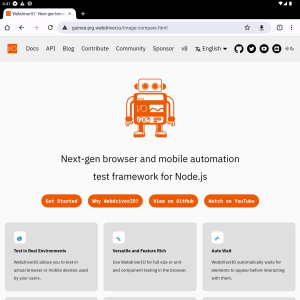 4:41
WebdriverIO · Next-gen brow
guinea-pig.webdriver.io/image-compare.html
Docs API Blog Contribute Community Sponsor v8 English
Next-gen browser and mobile automation
test framework for Node.js
Get Started Why WebdriverIO? View on GitHub Watch on YouTube
Test in Real Environments
WebdriverIO allows you to test in
actual browser or mobile devices used
by your users.
Versatile and Feature Rich
Use WebdriverIO for full size or unit
and component testing in the browser.
Auto Wait
WebdriverIO automatically waits for
elements to appear before interacting
with them.